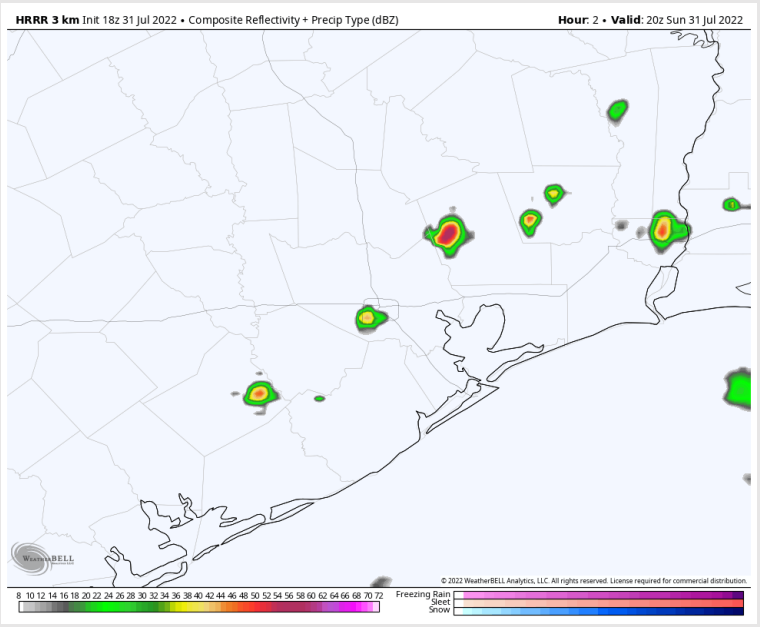 HRRR 3 km Init 18z 31 Jul 2022 • Composite Reflectivity + Precip Type (dBZ)
Hour: 2 • Valid: 20z Sun 31 Jul 2022
WEATHERBELL
© 2022 WeatherBELL Analytics, LLC. All rights reserved. License required for commercial distribution.
8 10 12 14 16 18 20 22 24 26 28 30 32 34 36 38 40 42 44 46 48 50 52 54 56 58 60 62 64 66 68 70 72
Freezing Rain
Sleet
Snow